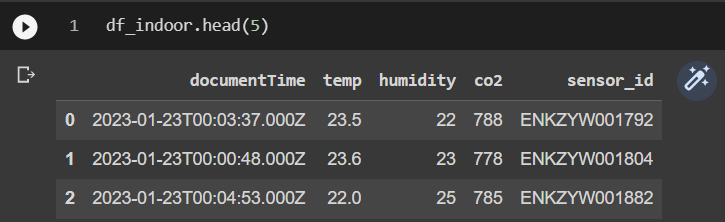 1 df_indoor.head(5)
documentTime temp humidity co2 sensor_id
0 2023-01-23T00:03:37.000Z 23.5 22 788 ENKZYW001792
1 2023-01-23T00:00:48.000Z 23.6 23 778 ENKZYW001804
2 2023-01-23T00:04:53.000Z 22.0 25 785 ENKZYW001882